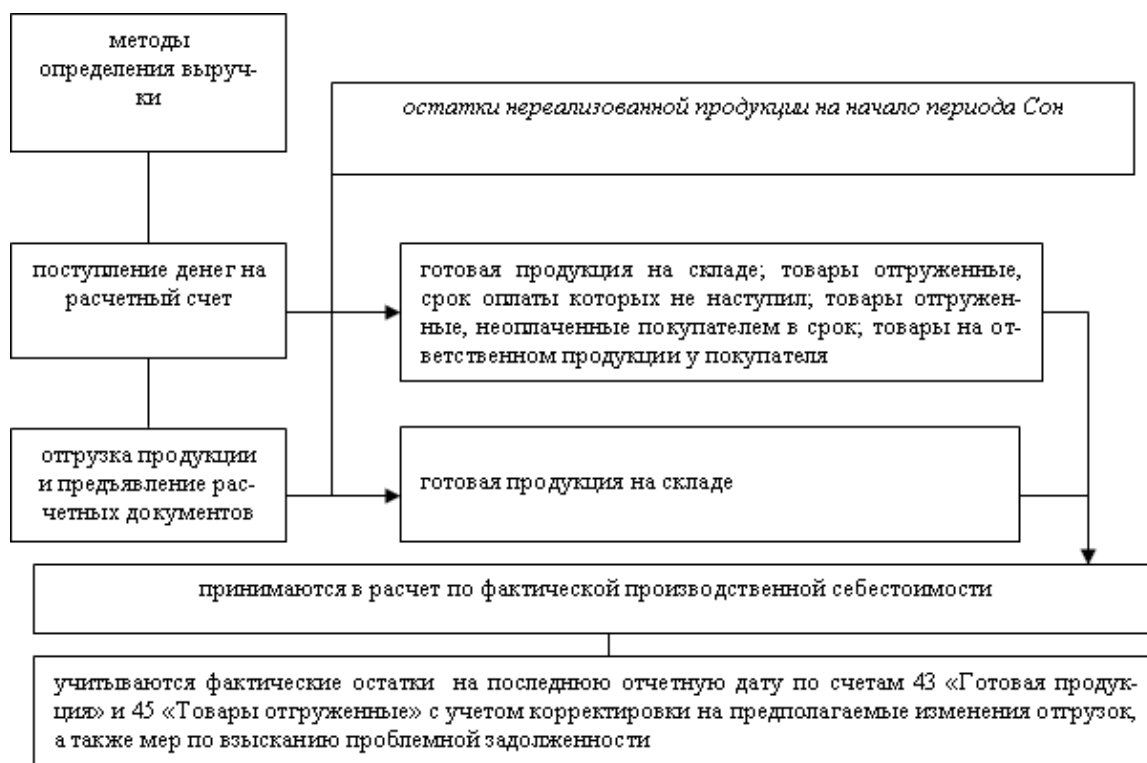 методы
определения выруч-
ки
остатки нереализованной продукции на начало периода Сон
поступление денег на
расчетный счет
готовая продукция на складе; товары отгруженные,
срок оплаты которых не наступил; товары отгружен-
ные, неоплаченные покупателем в срок; товары на от-
ветственном продукции у покупателя
отгрузка продукции
и предъявление рас-
четных документов
готовая продукция на складе
принимаются в расчет по фактической производственной себестоимости
учитываются фактические остатки на последнюю отчетную дату по счетам 43 «Готовая продук-
ция» и 45 «Товары отгруженные» с учетом корректировки на предполагаемые изменения отгрузок,
а также мер по взысканию проблемной задолженности